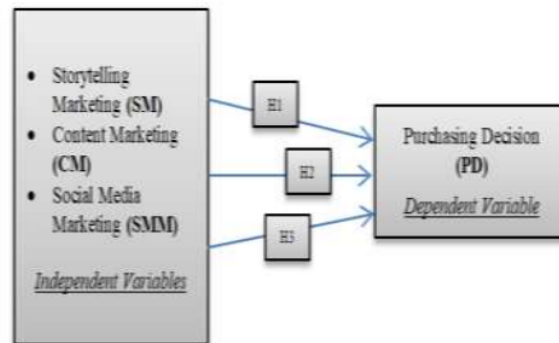 • Storytelling
Marketing (SM)
• Content Marketing
(CM)
• Social Media
Marketing (SMM)
Independent Variables
H1
H2
H3
Purchasing Decision
(PD)
Dependent Variable